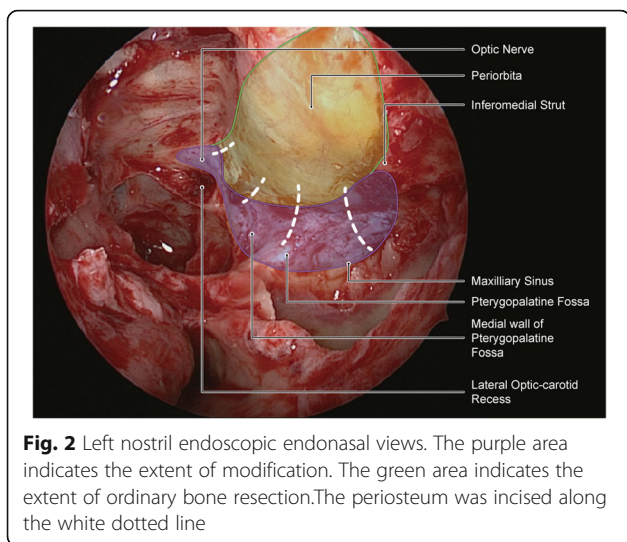 Optic Nerve
Periorbita
Inferomedial Strut
Maxilliary Sinus
Pterygopalatine Fossa
Medial wall of
Pterygopalatine
Fossa
Lateral Optic-carotid
Recess
Fig. 2 Left nostril endoscopic endonasal views. The purple area
indicates the extent of modification. The green area indicates the
extent of ordinary bone resection.The periosteum was incised along
the white dotted line